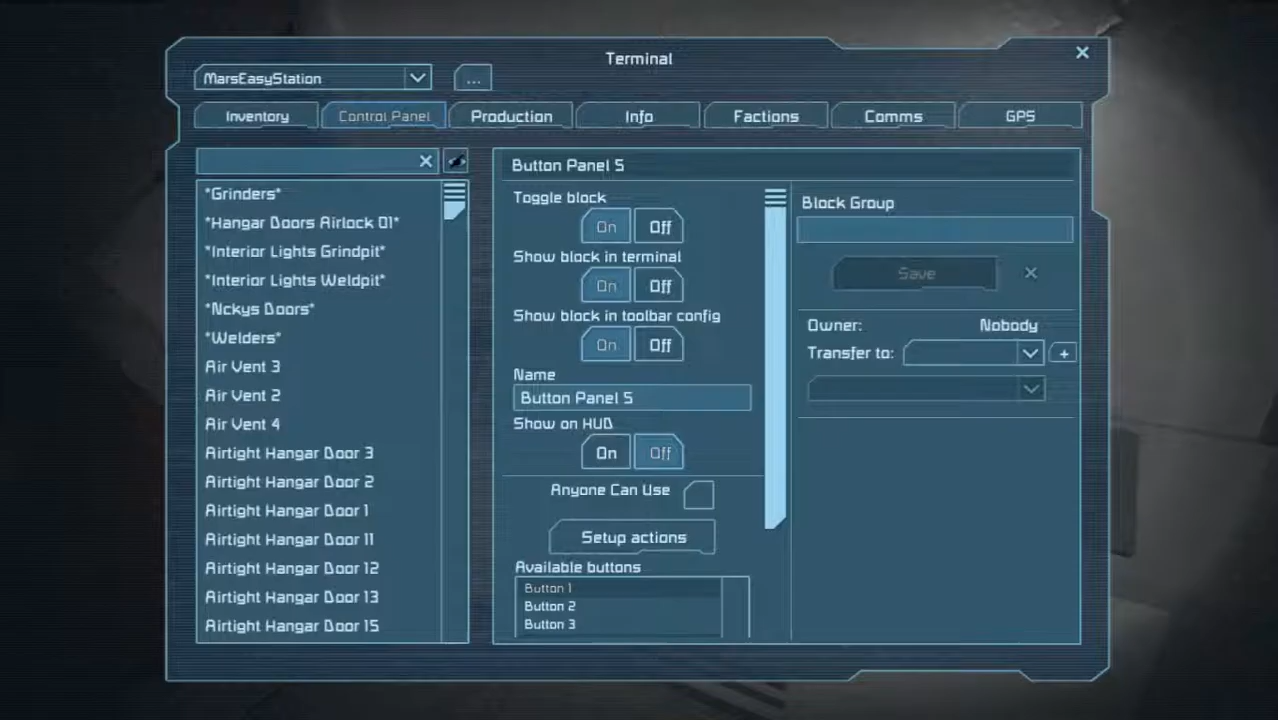 Terminal
MarsEasyStation
...
Inventory
Control Panel
Production
Info
Factions
Comms
GPS
*Grinders*
*Hangar Doors Airlock 01*
*Interior Lights Grindpit*
*Interior Lights Weldpit*
*Nckys Doors*
*Welders*
Air Vent 3
Air Vent 2
Air Vent 4
Airtight Hangar Door 3
Airtight Hangar Door 2
Airtight Hangar Door 1
Airtight Hangar Door 11
Airtight Hangar Door 12
Airtight Hangar Door 13
Airtight Hangar Door 15
Button Panel 5
Toggle block
On Off
Show block in terminal
On Off
Show block in toolbar config
On Off
Name
Button Panel 5
Show on HUD
On Off
Anyone Can Use
Setup actions
Available buttons
Button 1
Button 2
Button 3
Block Group
Save
Owner: Nobody
Transfer to: